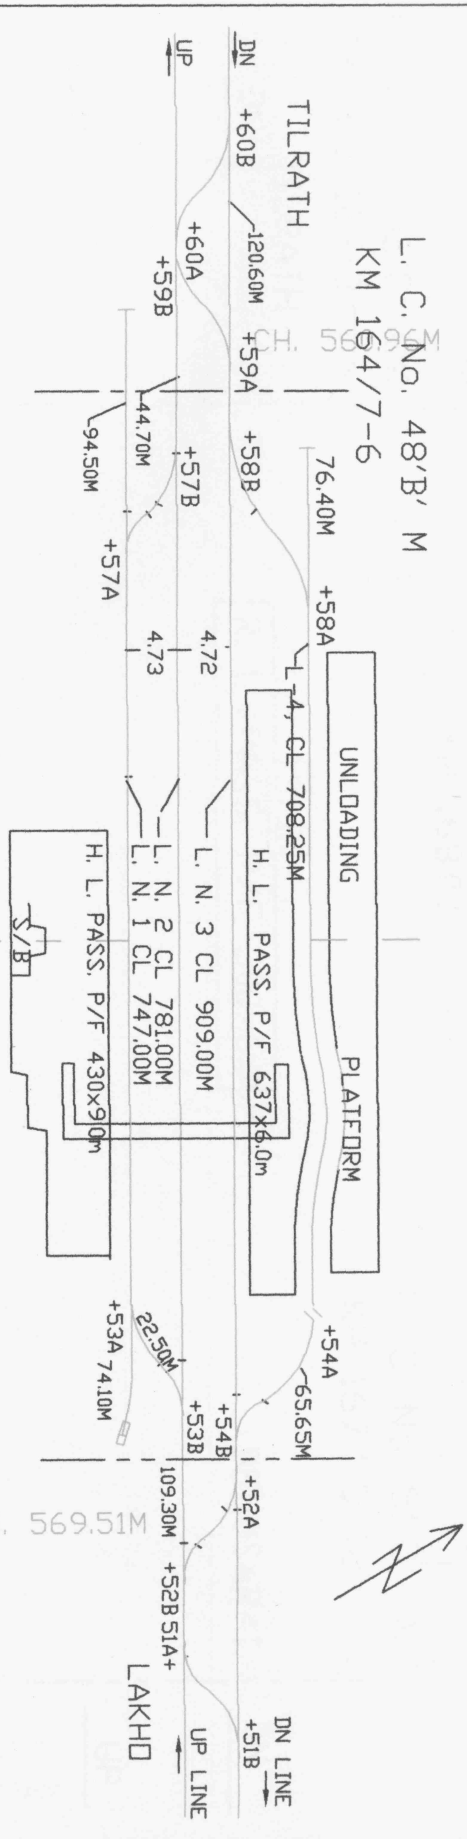 L. C. No. 48'B' M
KM 164/7-6
CH. 560.96M
TILRATH
DN
UP
+60B
120.60M
+60A
+59B
+59A
+58B
76.40M
+58A
44.70M
94.50M
+57B
+57A
4.72
4.73
UNLOADING PLATFORM
L-4, CL 708.25M
H. L. PASS. P/F 637x6.0m
L. N. 3 CL 909.00M
L. N. 2 CL 781.00M
L. N. 1 CL 747.00M
H. L. PASS. P/F 430x9.0m
S/B
+54A
65.65M
22.50M
+53A
74.10M
+53B
+54B
+52A
109.30M
569.51M
+52B
51A+
+51B
LAKHO
DN LINE
UP LINE